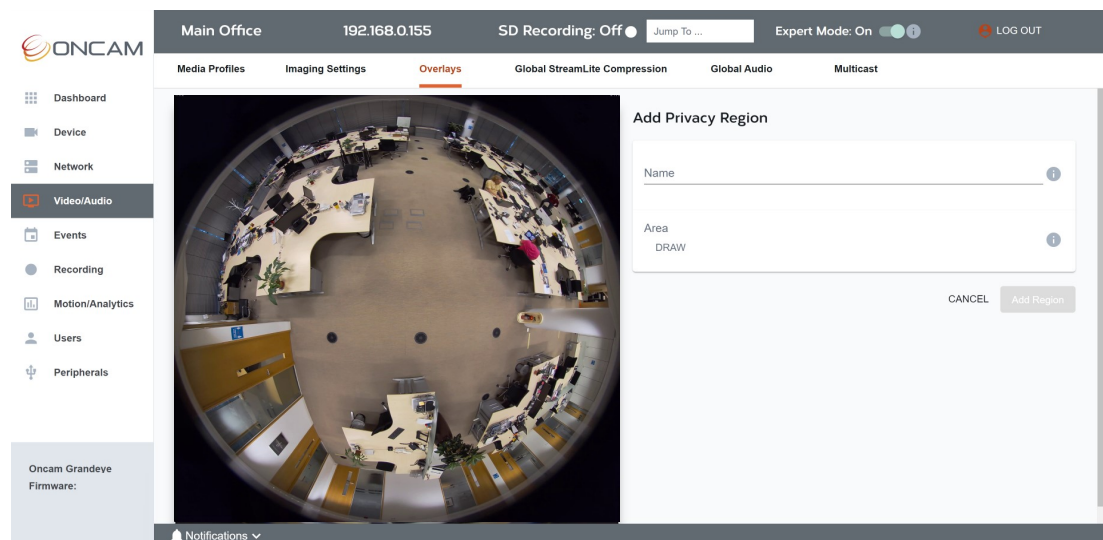 ONCAM
Main Office
192.168.0.155
SD Recording: Off
Jump To ...
Expert Mode: On
LOG OUT
Media Profiles
Imaging Settings
Overlays
Global StreamLite Compression
Global Audio
Multicast
Dashboard
Device
Network
Video/Audio
Events
Recording
Motion/Analytics
Users
Peripherals
Oncam Grandeye
Firmware:
Add Privacy Region
Name
Area
DRAW
CANCEL
Add Region
Notifications